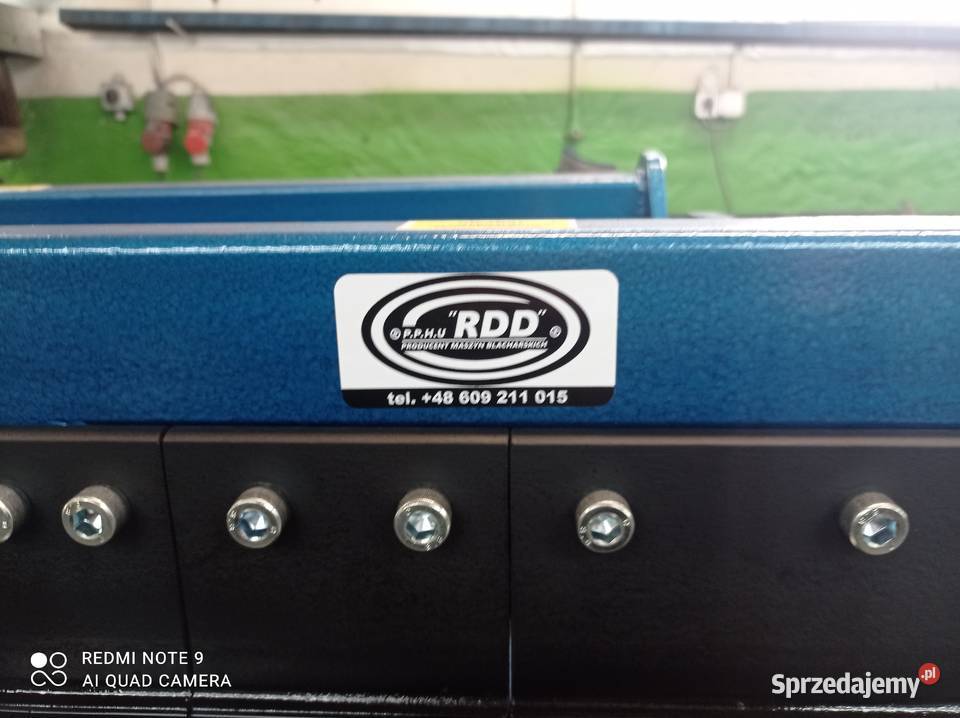 "RDD"
P.P.H.U
PRODUCENT MASZYN BLACHARSKICH
tel. +48 609 211 015
REDMI NOTE 9
AI QUAD CAMERA
Sprzedajemy.pl